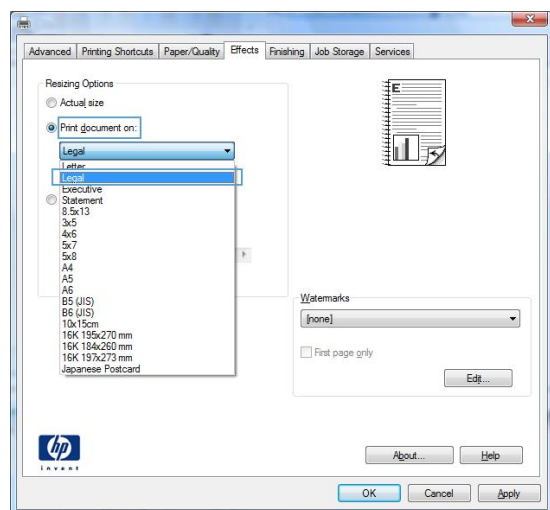 Advanced Printing Shortcuts Paper/Quality Effects Finishing Job Storage Services
Resizing Options
Actual size
Print document on:
Legal
Letter
Legal
Executive
Statement
8.5x13
3x5
4x6
5x7
5x8
A4
A5
A6
B5 (JIS)
B6 (JIS)
10x15cm
16K 195x270 mm
16K 184x260 mm
16K 197x273 mm
Japanese Postcard
E
Watermarks
[none]
First page only
Edit...
hp
invent
About... Help
OK Cancel Apply